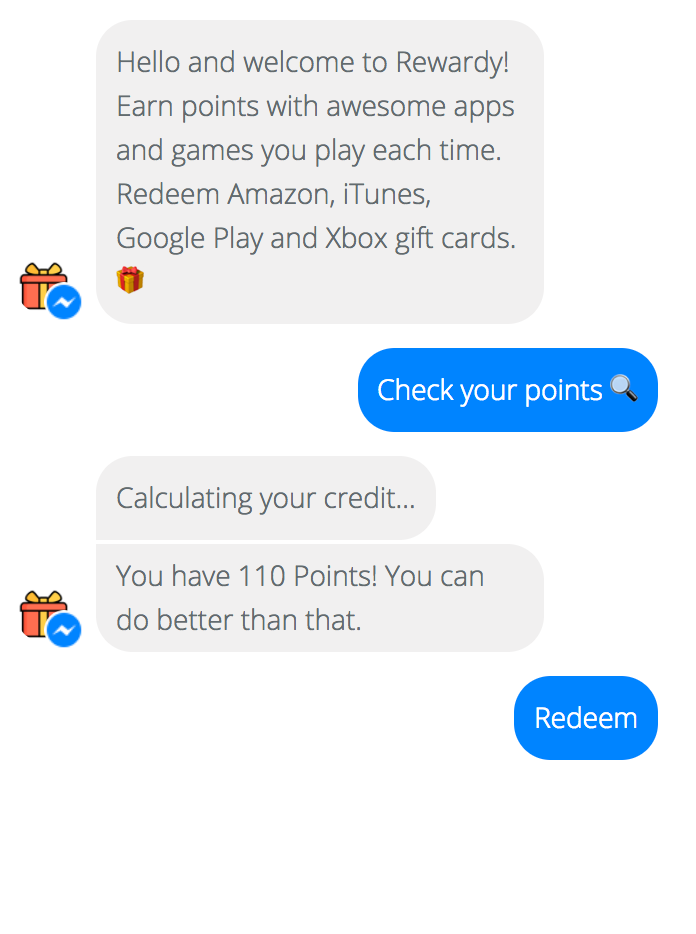 Hello and welcome to Rewardy!
Earn points with awesome apps
and games you play each time.
Redeem Amazon, iTunes,
Google Play and Xbox gift cards.
🎁
Check your points 🔍
Calculating your credit...
You have 110 Points! You can
do better than that.
Redeem